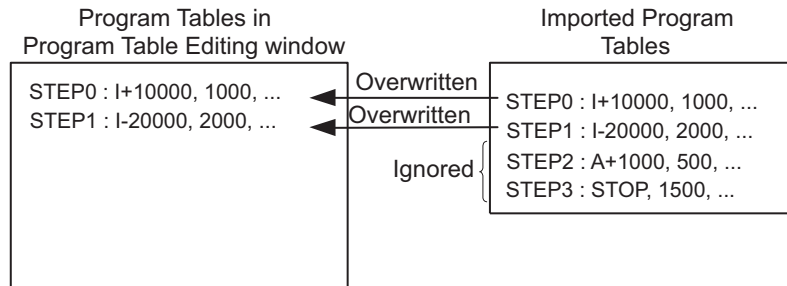 Program Tables in
Program Table Editing window
STEP0 : I+10000, 1000, ...
STEP1 : I-20000, 2000, ...
Overwritten
Overwritten
Ignored
Imported Program
Tables
STEP0 : I+10000, 1000, ...
STEP1 : I-20000, 2000, ...
STEP2 : A+1000, 500, ...
STEP3 : STOP, 1500, ...